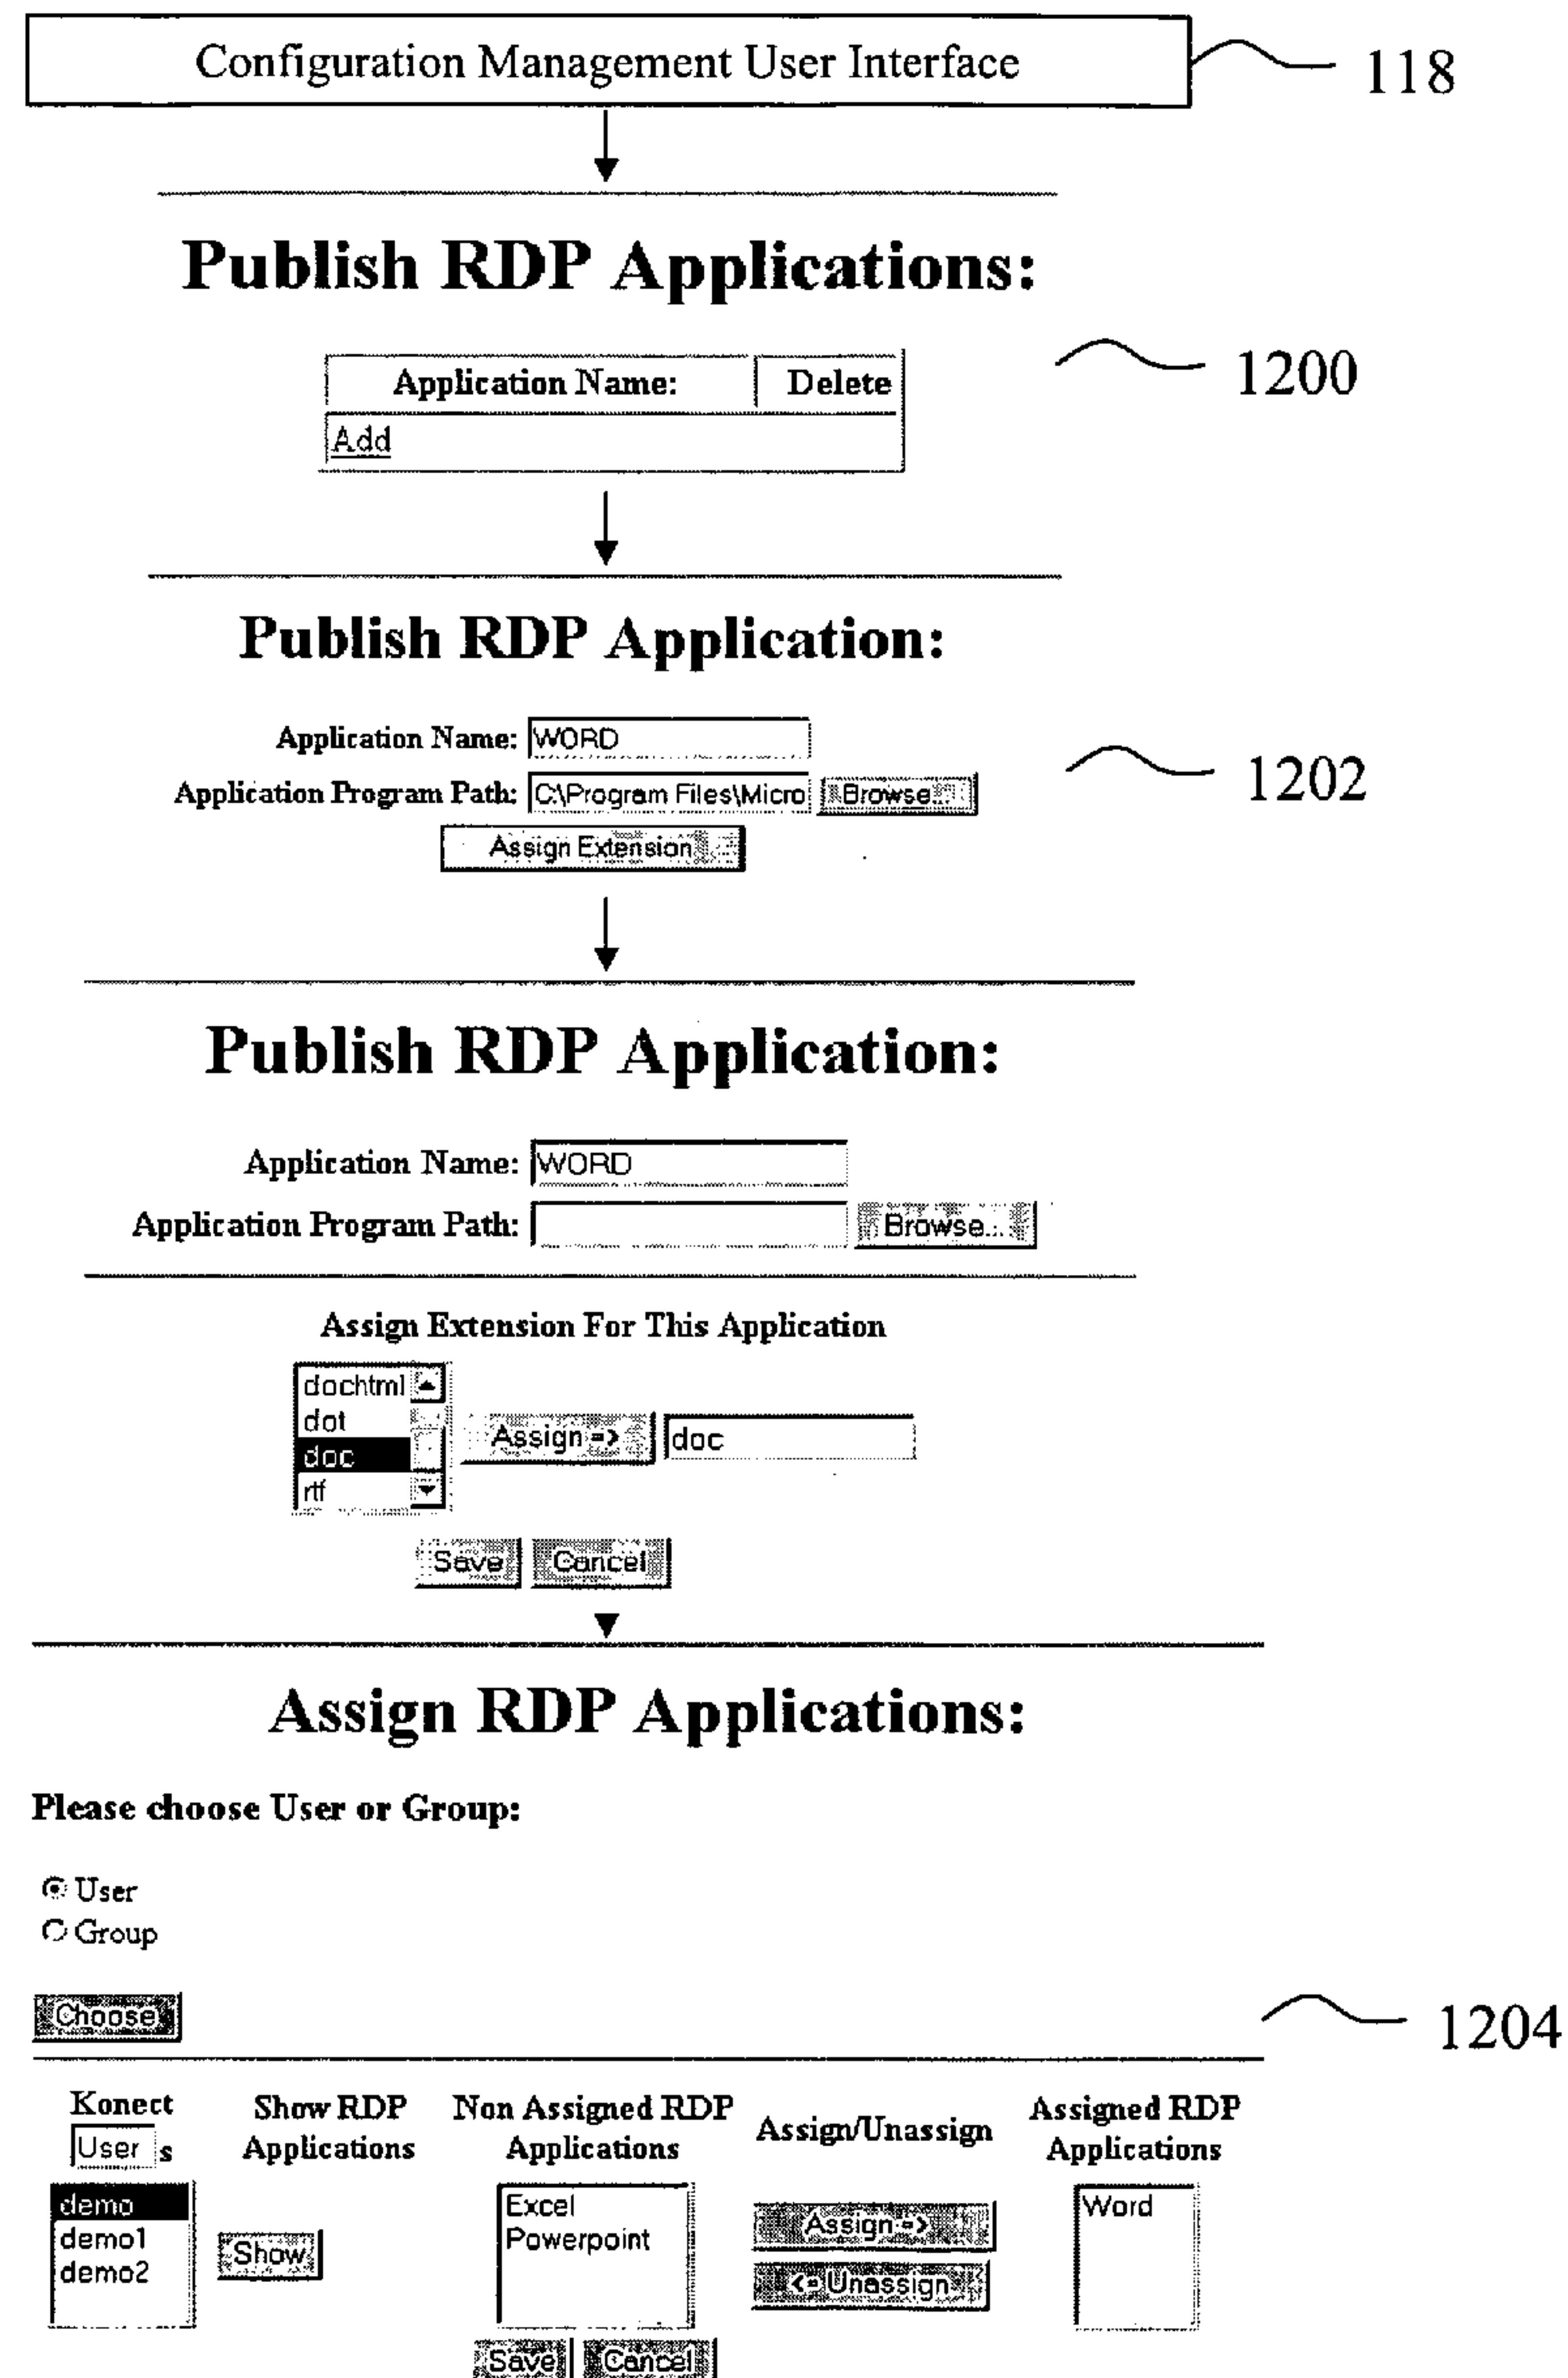 Configuration Management User Interface
118
Publish RDP Applications:
Application Name: Delete
1200
Add
Publish RDP Application:
Application Name: WORD
Application Program Path: C:\Program Files\Micro Browse...
1202
Assign Extension
Publish RDP Application:
Application Name: WORD
Application Program Path: Browse...
Assign Extension For This Application
dochtml
dot
doc
rtf
Assign => doc
Save Cancel
Assign RDP Applications:
Please choose User or Group:
User
Group
Choose
1204
Konect
User s
Show RDP
Applications
Non Assigned RDP
Applications
Assign/Unassign
Assigned RDP
Applications
demo
demo1
demo2
Show
Excel
Powerpoint
Assign =>
<= Unassign
Word
Save Cancel